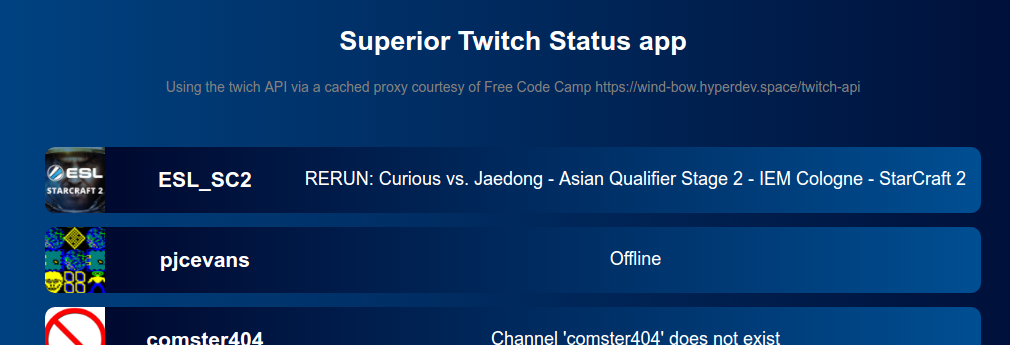 Superior Twitch Status app
Using the twich API via a cached proxy courtesy of Free Code Camp https://wind-bow.hyperdev.space/twitch-api
ESL
STARCRAFT 2
ESL_SC2
RERUN: Curious vs. Jaedong - Asian Qualifier Stage 2 - IEM Cologne - StarCraft 2
pjcevans
Offline
comster404
Channel 'comster404' does not exist